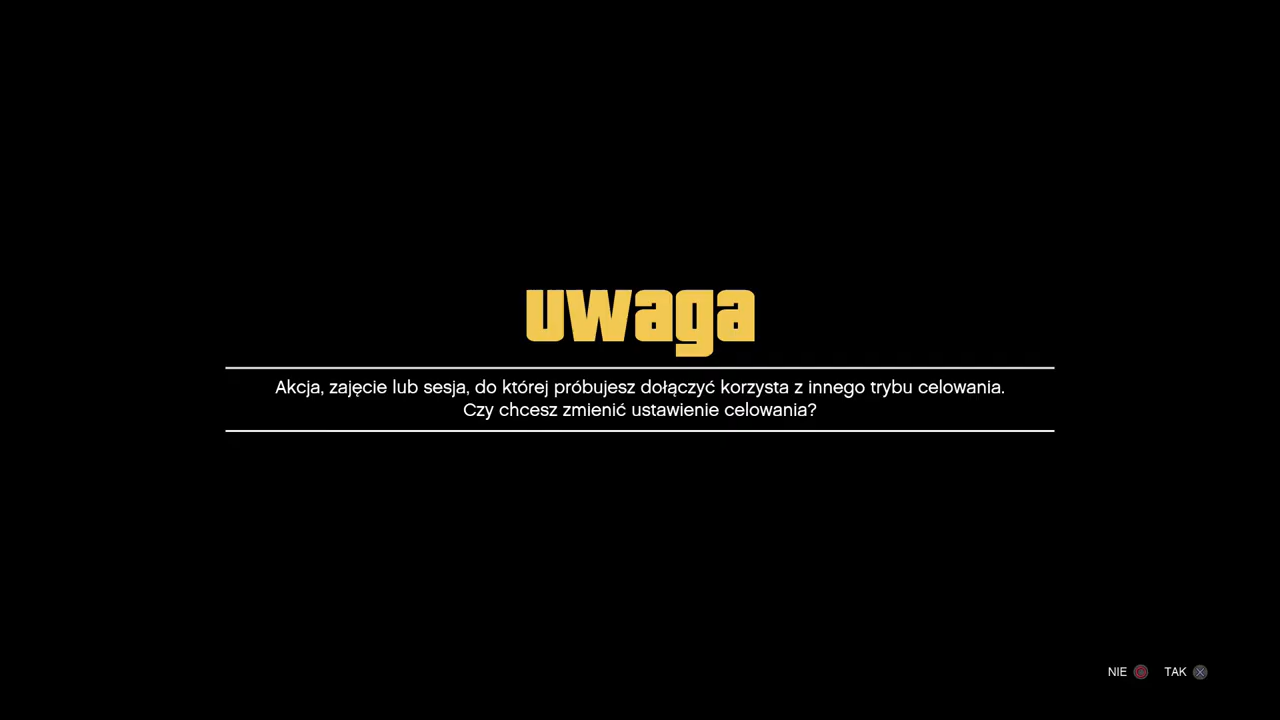 uwaga
Akcja, zajęcie lub sesja, do której próbujesz dołączyć korzysta z innego trybu celowania.
Czy chcesz zmienić ustawienie celowania?
NIE TAK